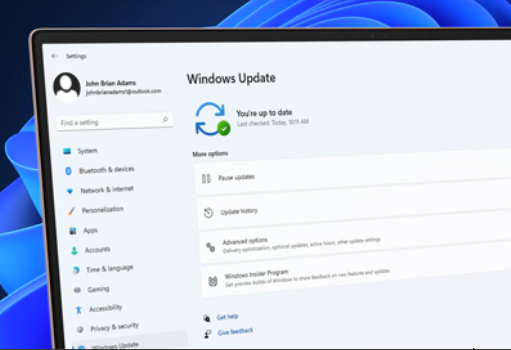 Settings
John Brian Adams
johnbrianadams1@outlook.com
Find a setting
System
Bluetooth & devices
Network & internet
Personalization
Apps
Accounts
Time & language
Gaming
Accessibility
Privacy & security
Windows Update
Windows Update
You're up to date
Last checked: Today, 10:15 AM
More options
Pause updates
Update history
Advanced options
Delivery optimization, optional updates, active hours, other update settings
Windows Insider Program
Get preview builds of Windows to share feedback on new features and updates
Get help
Give feedback